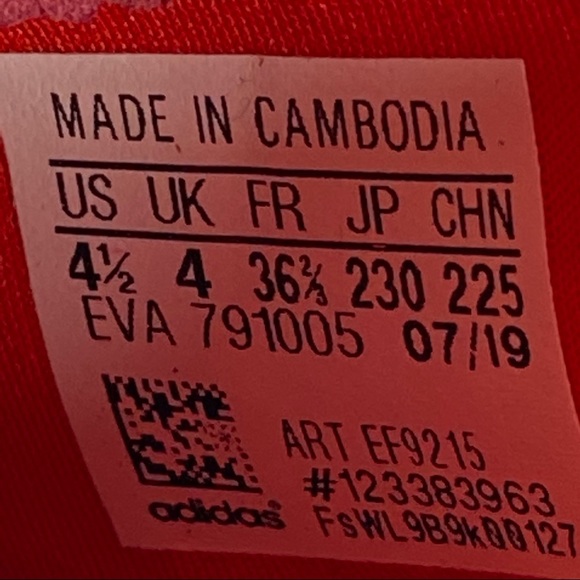 MADE IN CAMBODIA
US UK FR JP CHN
4½ 4 36⅔ 230 225
EVA 791005 07/19
ART EF9215
#123383963
adidas FsWL9B9k00127